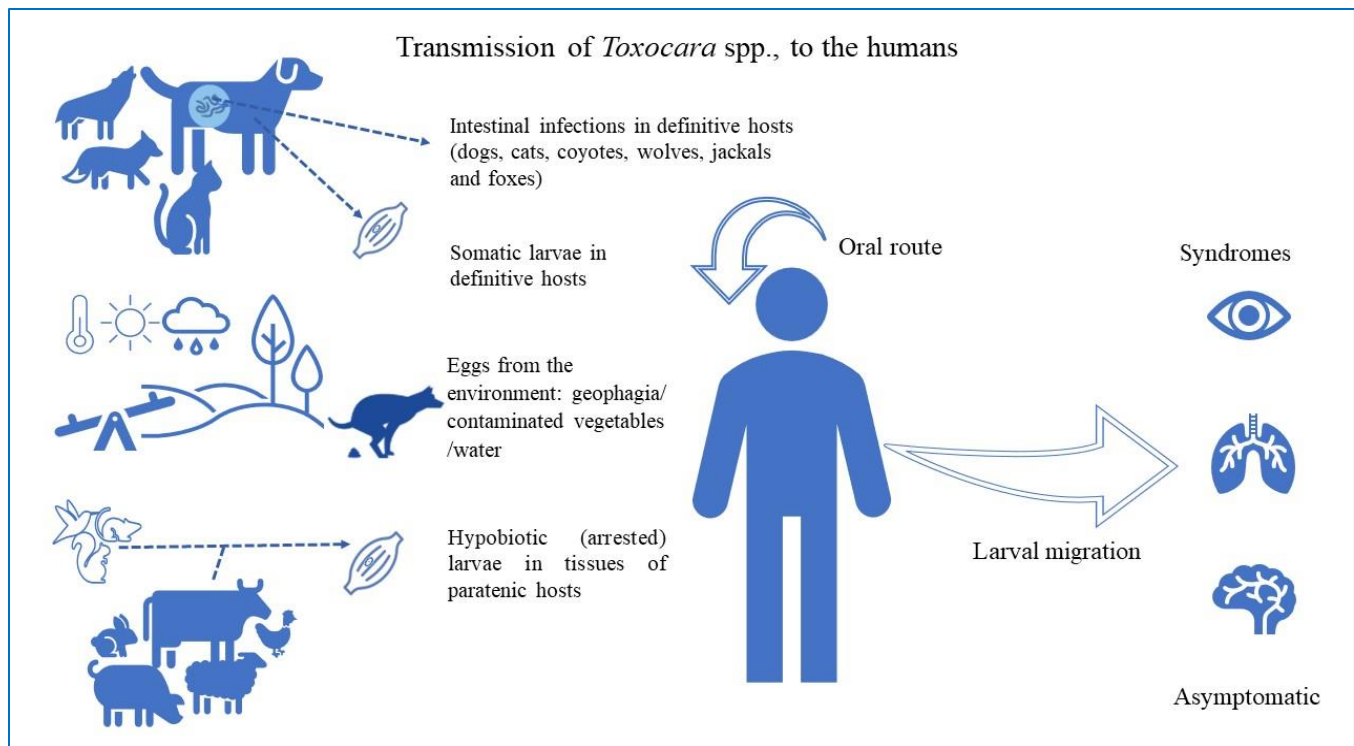 Transmission of Toxocara spp., to the humans
Intestinal infections in definitive hosts
(dogs, cats, coyotes, wolves, jackals
and foxes)
Somatic larvae in
definitive hosts
Eggs from the
environment: geophagia/
contaminated vegetables
/water
Hypobiotic (arrested)
larvae in tissues of
paratenic hosts
Oral route
Larval migration
Syndromes
Asymptomatic